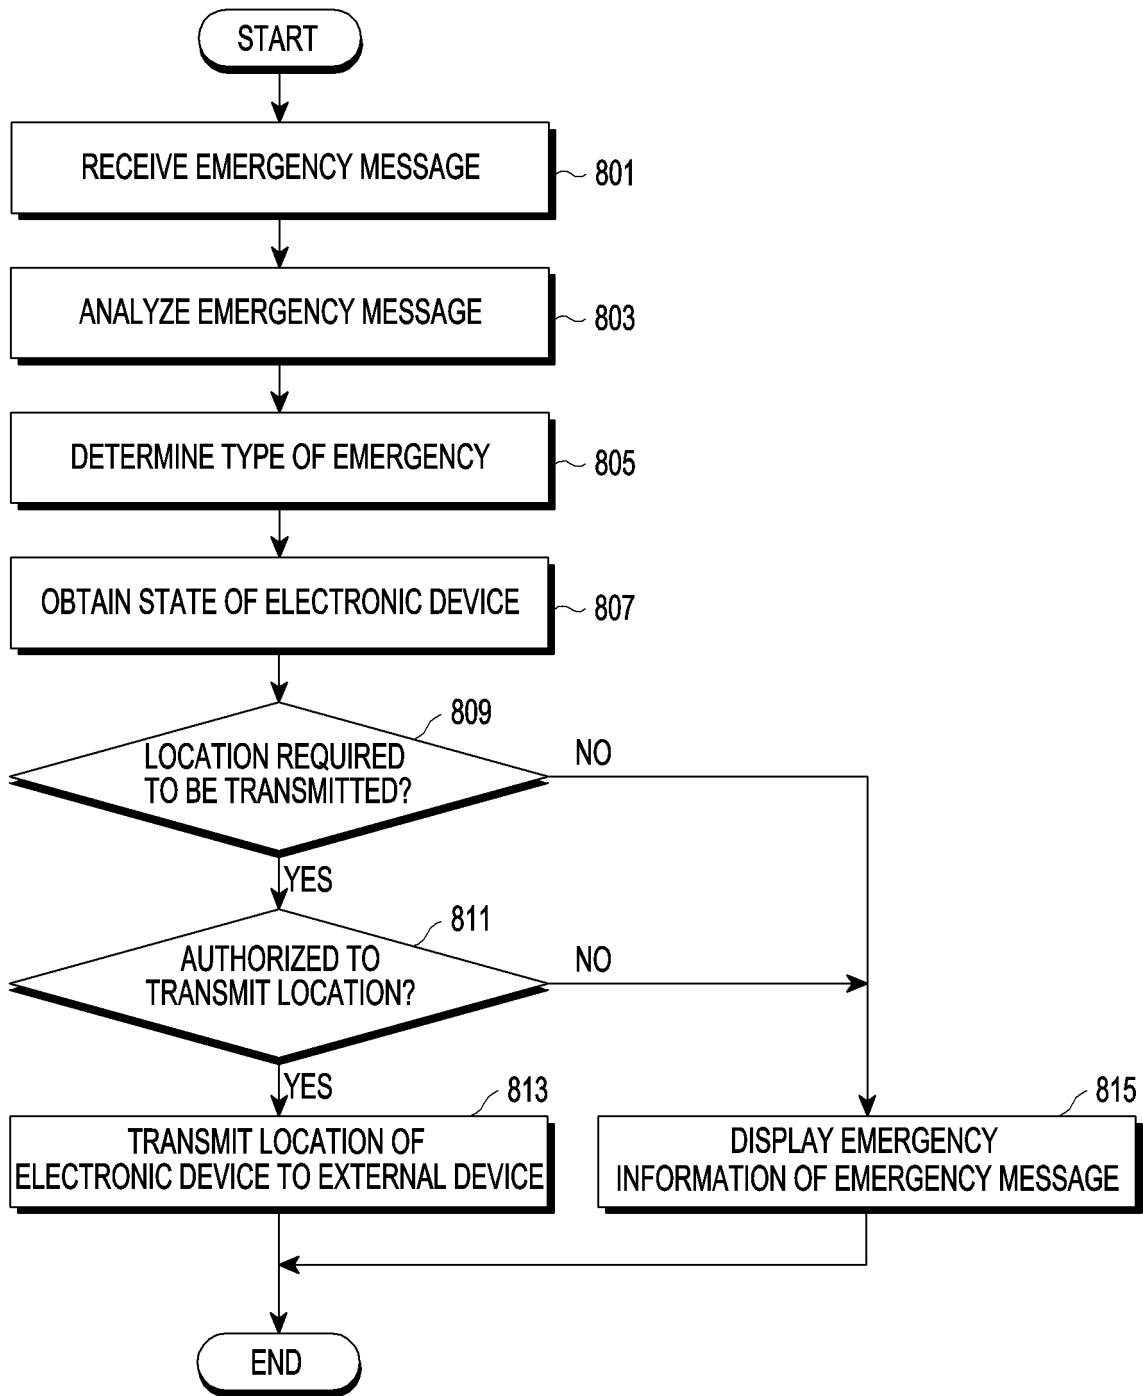 START
RECEIVE EMERGENCY MESSAGE
801
ANALYZE EMERGENCY MESSAGE
803
DETERMINE TYPE OF EMERGENCY
805
OBTAIN STATE OF ELECTRONIC DEVICE
807
809
LOCATION REQUIRED
TO BE TRANSMITTED?
NO
YES
811
AUTHORIZED TO
TRANSMIT LOCATION?
NO
YES
813
TRANSMIT LOCATION OF
ELECTRONIC DEVICE TO EXTERNAL DEVICE
815
DISPLAY EMERGENCY
INFORMATION OF EMERGENCY MESSAGE
END